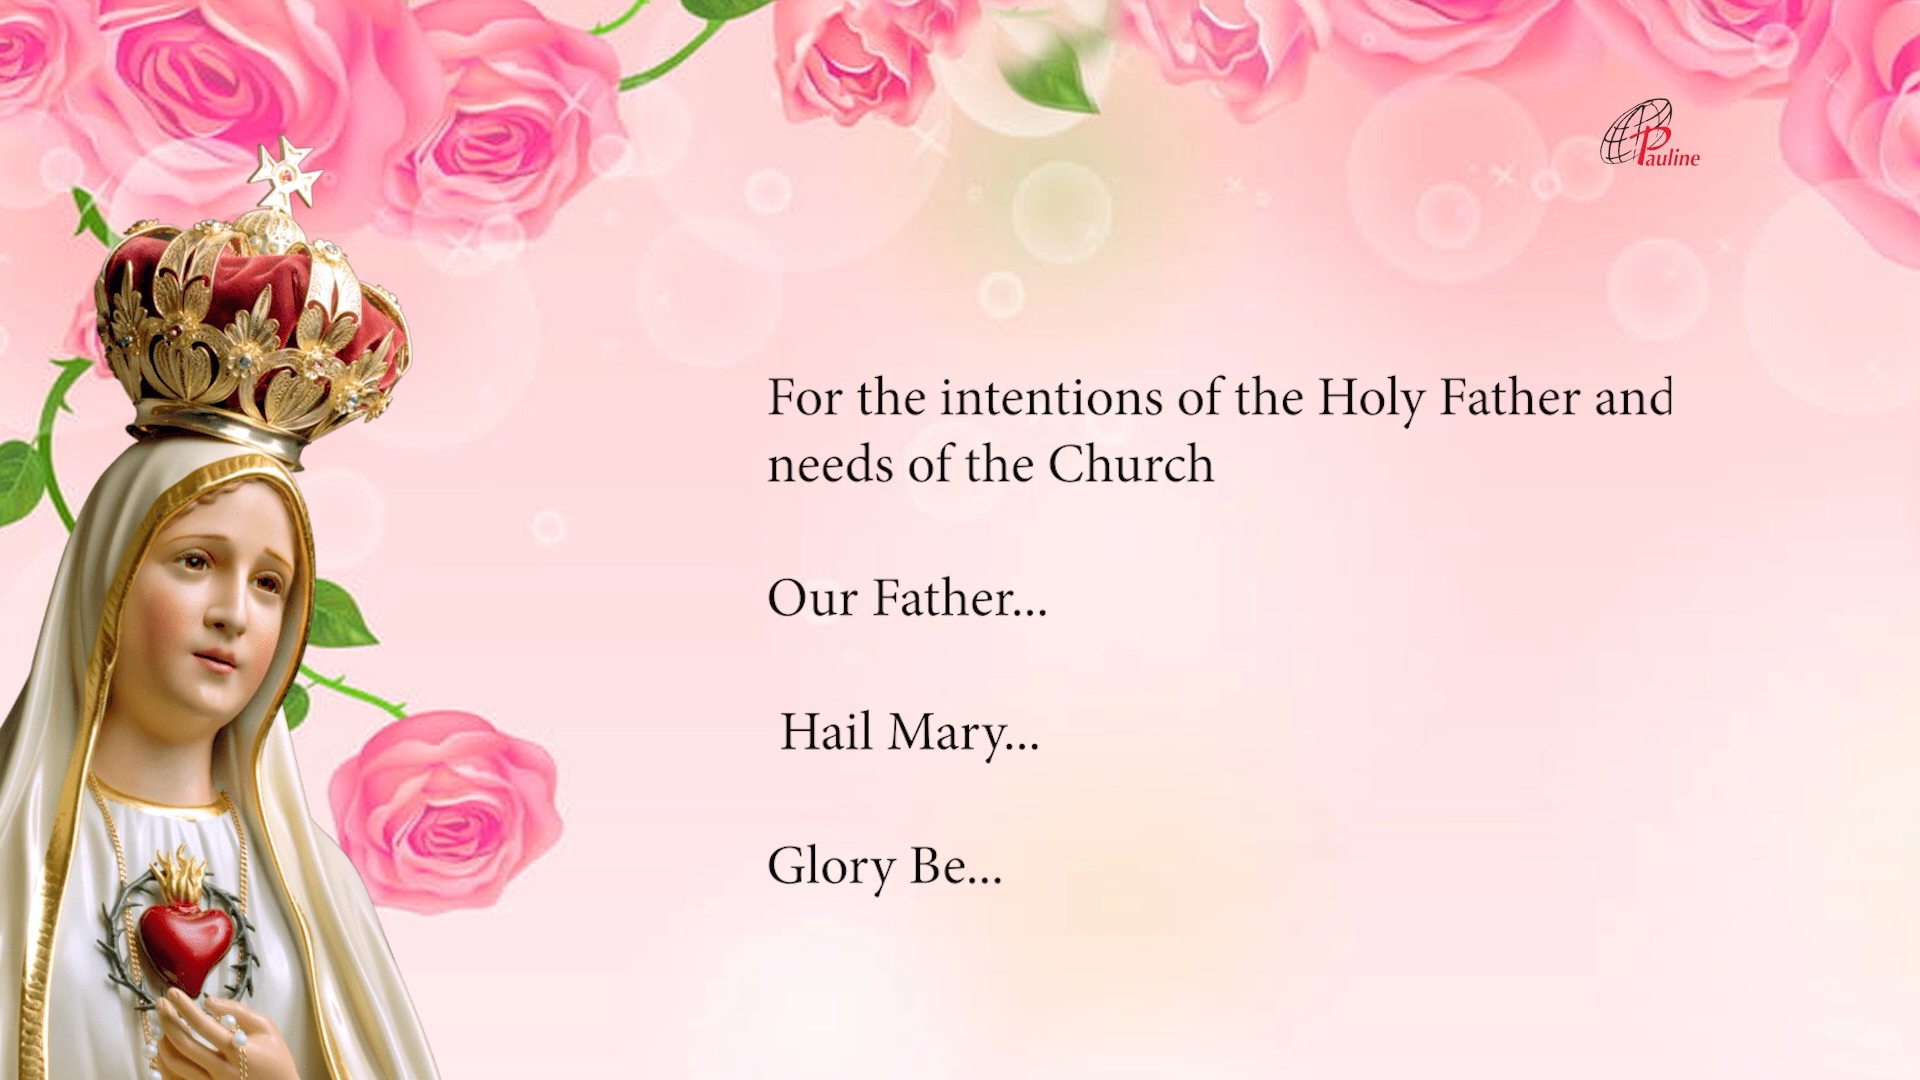 Pauline
For the intentions of the Holy Father and
needs of the Church
Our Father...
Hail Mary...
Glory Be...